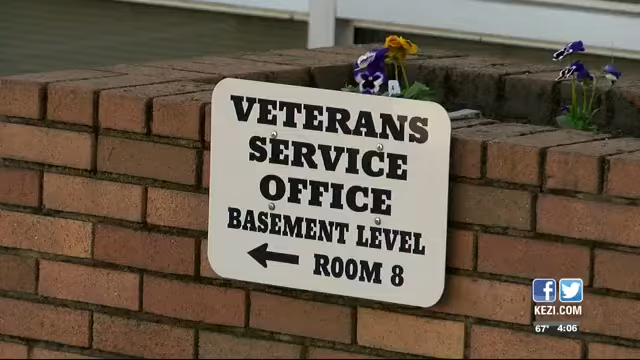 VETERANS
SERVICE
OFFICE
BASEMENT LEVEL
ROOM 8
KEZI.COM
67° 4:06